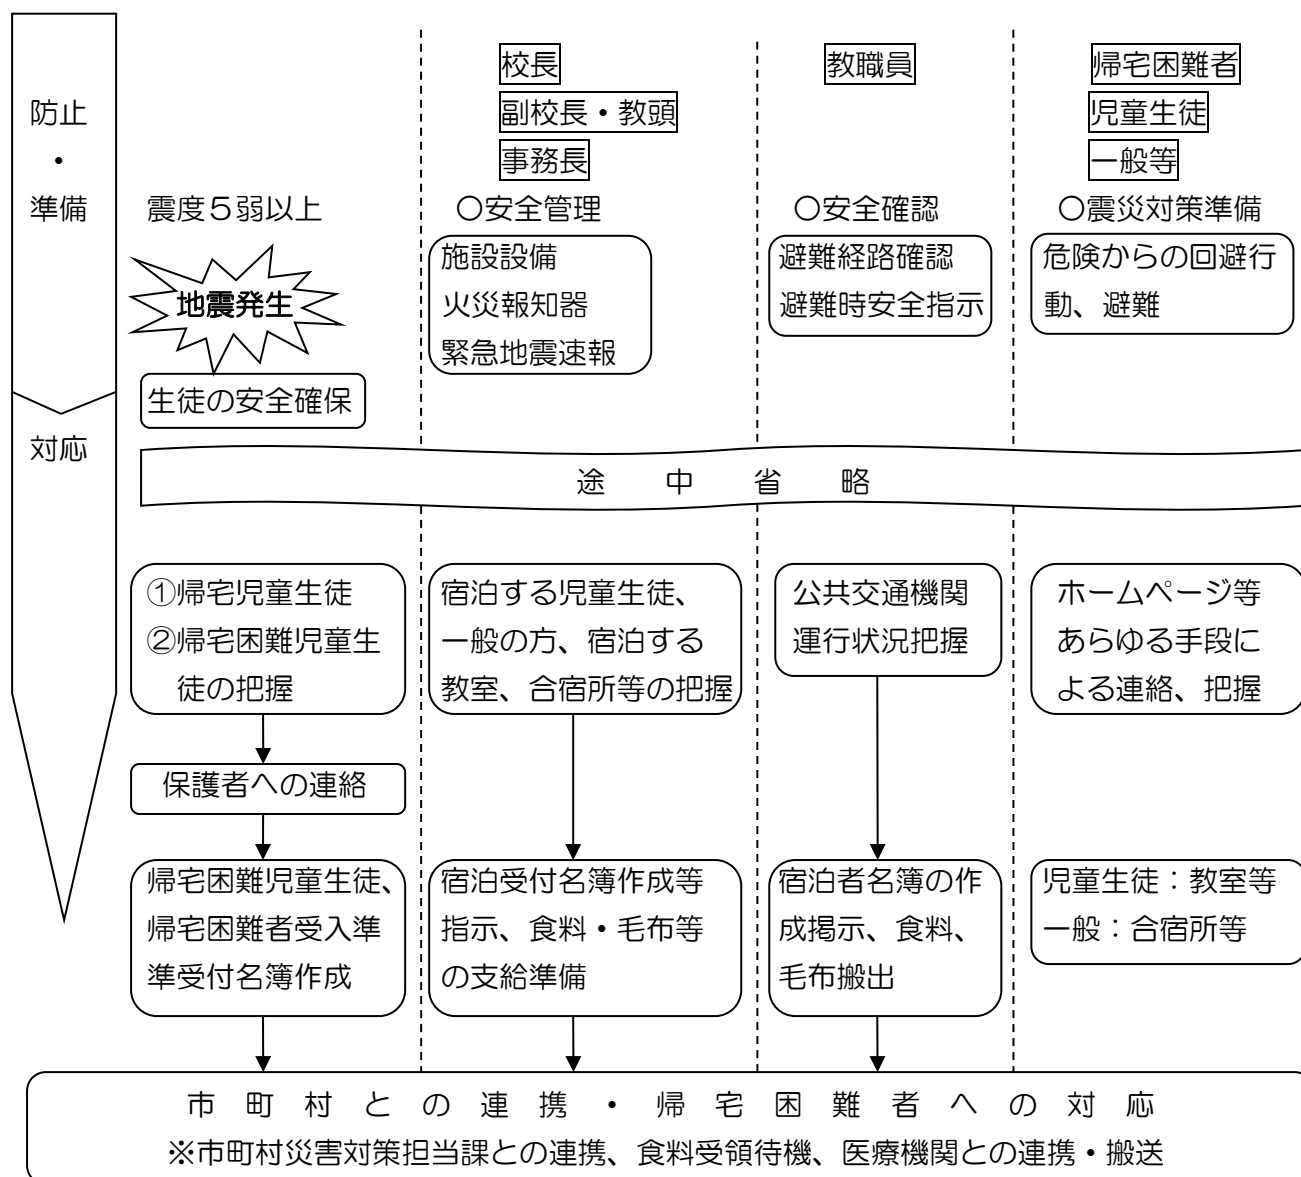 防止
・
準備
対応
校長
副校長・教頭
事務長
教職員
帰宅困難者
児童生徒
一般等
震度５弱以上
地震発生
生徒の安全確保
○安全管理
施設設備
火災報知器
緊急地震速報
○安全確認
避難経路確認
避難時安全指示
○震災対策準備
危険からの回避行
動、避難
途中省略
①帰宅児童生徒
②帰宅困難児童生
徒の把握
宿泊する児童生徒、
一般の方、宿泊する
教室、合宿所等の把握
公共交通機関
運行状況把握
ホームページ等
あらゆる手段に
よる連絡、把握
保護者への連絡
帰宅困難児童生徒、
帰宅困難者受入準
準受付名簿作成
宿泊受付名簿作成等
指示、食料・毛布等
の支給準備
宿泊者名簿の作
成掲示、食料、
毛布搬出
児童生徒：教室等
一般：合宿所等
市町村との連携・帰宅困難者への対応
※市町村災害対策担当課との連携、食料受領待機、医療機関との連携・搬送